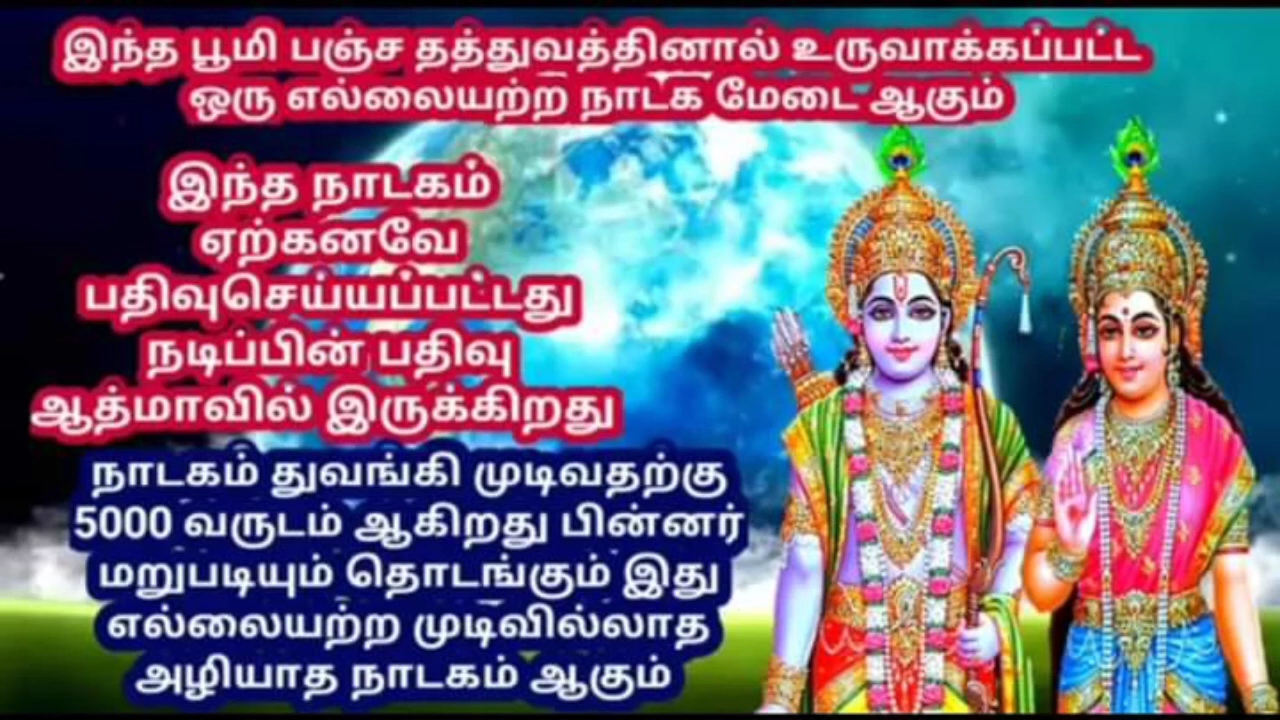 இந்த பூமி பஞ்ச தத்துவத்தினால் உருவாக்கப்பட்ட
ஒரு எல்லையற்ற நாடக மேடை ஆகும்
இந்த நாடகம்
ஏற்கனவே
பதிவுசெய்யப்பட்டது
நடிப்பின் பதிவு
ஆத்மாவில் இருக்கிறது
நாடகம் துவங்கி முடிவதற்கு
5000 வருடம் ஆகிறது பின்னர்
மறுபடியும் தொடங்கும் இது
எல்லையற்ற முடிவில்லாத
அழியாத நாடகம் ஆகும்